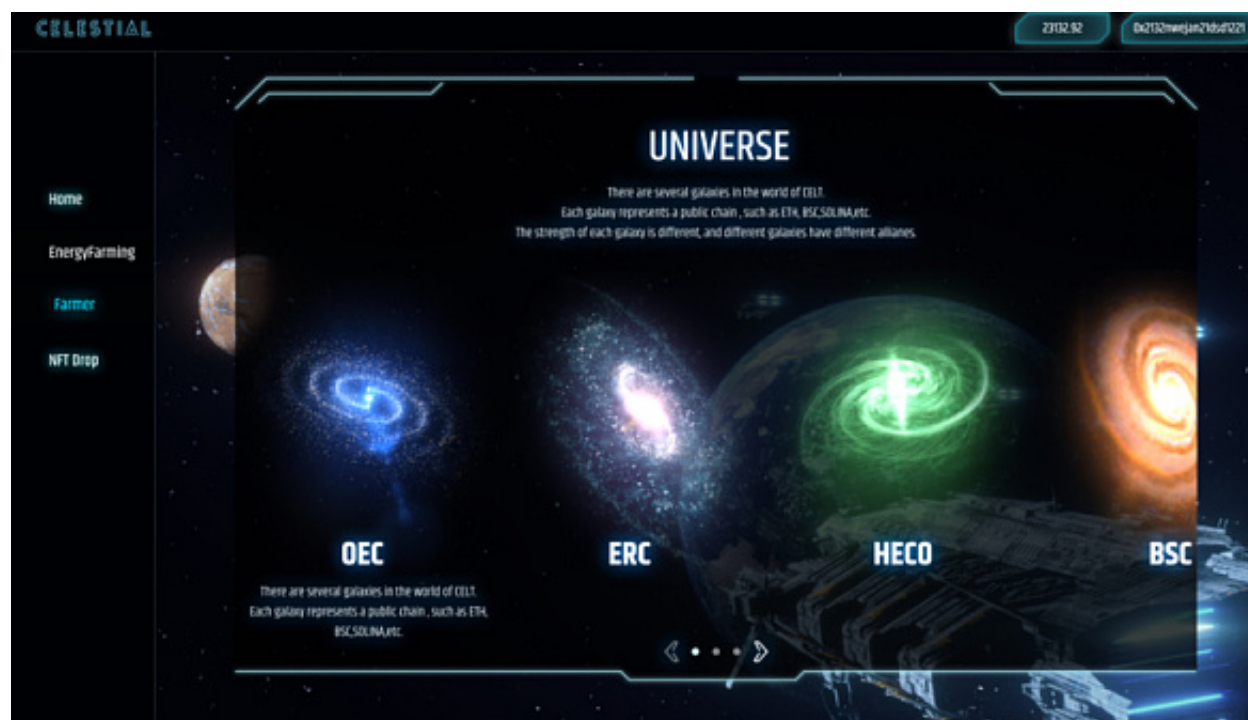 CELESTIAL
23132.92
0x2132nwejan21dsd1221
Home
EnergyFarming
Farmer
NFT Drop
UNIVERSE
There are several galaxies in the world of CELT.
Each galaxy represents a public chain , such as ETH, BSC,SOLINA,etc.
The strength of each galaxy is different, and different galaxies have different allianes.
OEC
ERC
HECO
BSC
There are several galaxies in the world of CELT.
Each galaxy represents a public chain , such as ETH,
BSC,SOLINA,etc.